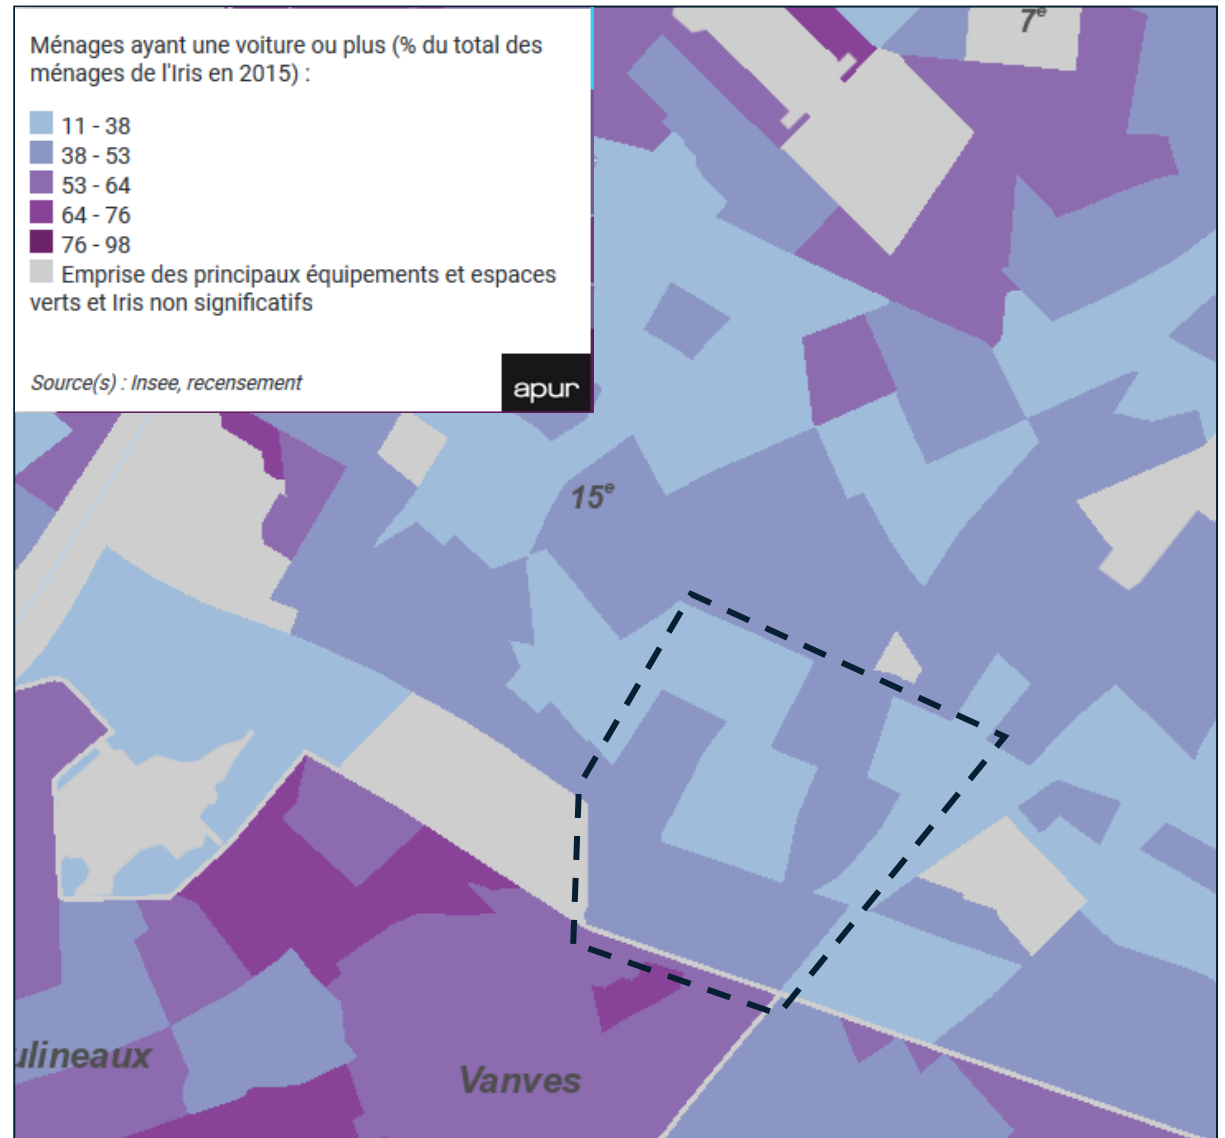 7e
Ménages ayant une voiture ou plus (% du total des
ménages de l'Iris en 2015) :
11 - 38
38 - 53
53 - 64
64 - 76
76 - 98
Emprise des principaux équipements et espaces
verts et Iris non significatifs
Source(s) : Insee, recensement
apur
15e
ulineaux
Vanves